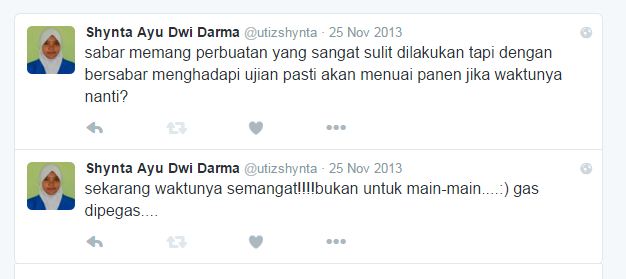 Shynta Ayu Dwi Darma @utizshynta · 25 Nov 2013
sabar memang perbuatan yang sangat sulit dilakukan tapi dengan
bersabar menghadapi ujian pasti akan menuai panen jika waktunya
nanti?
Shynta Ayu Dwi Darma @utizshynta · 25 Nov 2013
sekarang waktunya semangat!!!!bukan untuk main-main....:) gas
dipegas....